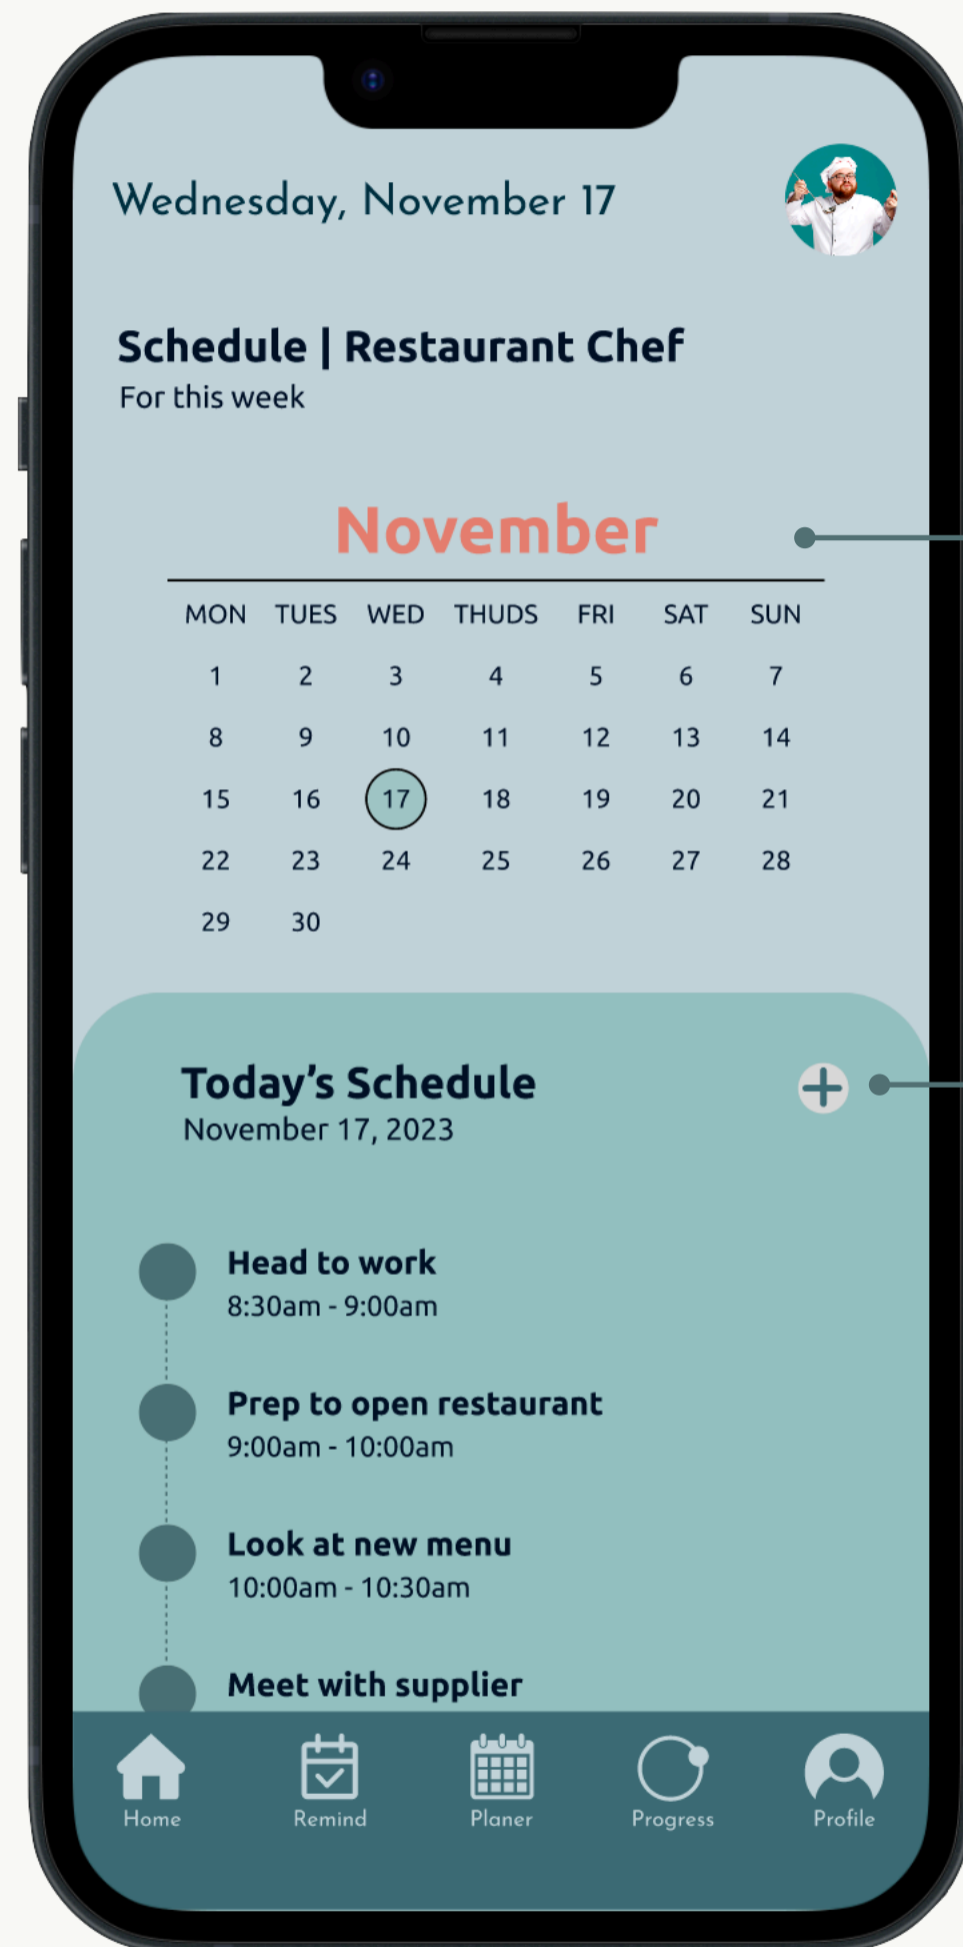 Wednesday, November 17
Schedule | Restaurant Chef
For this week
November
MON TUES WED THUDS FRI SAT SUN
1 2 3 4 5 6 7
8 9 10 11 12 13 14
15 16 17 18 19 20 21
22 23 24 25 26 27 28
29 30
Today's Schedule
November 17, 2023
Head to work
8:30am - 9:00am
Prep to open restaurant
9:00am - 10:00am
Look at new menu
10:00am - 10:30am
Meet with supplier
Home Remind Planer Progress Profile